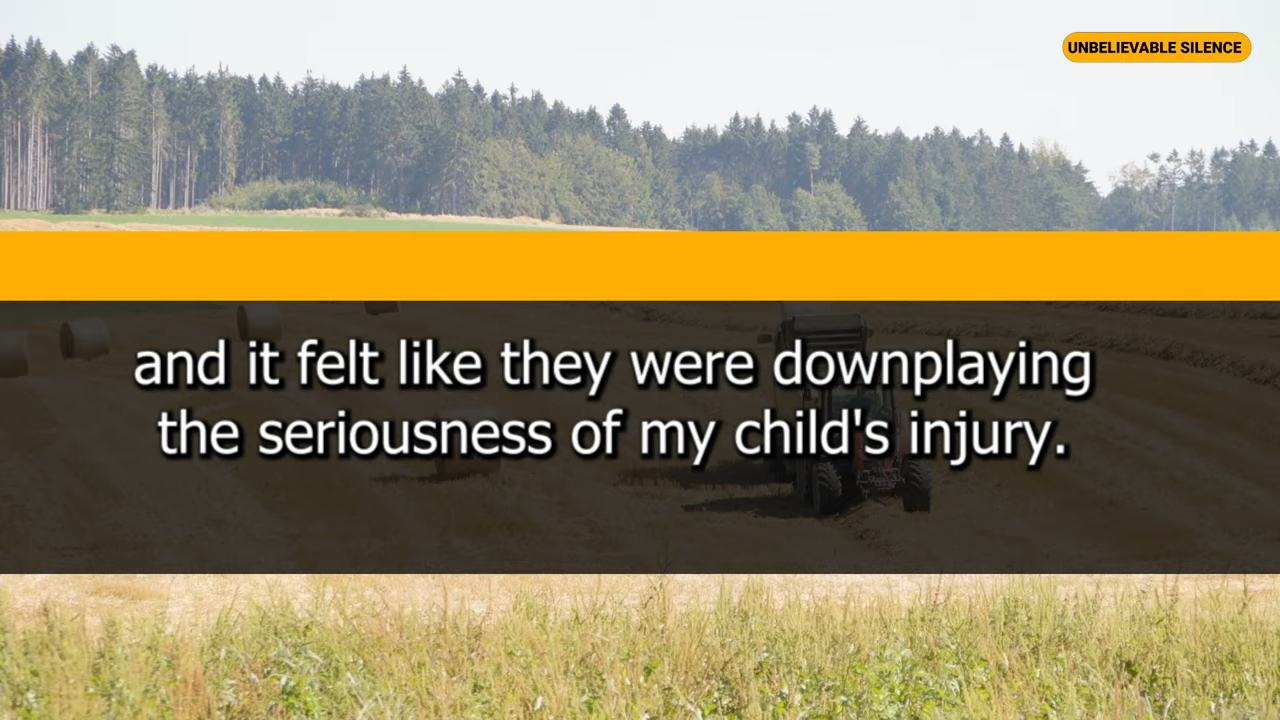 UNBELIEVABLE SILENCE
and it felt like they were downplaying
the seriousness of my child's injury.